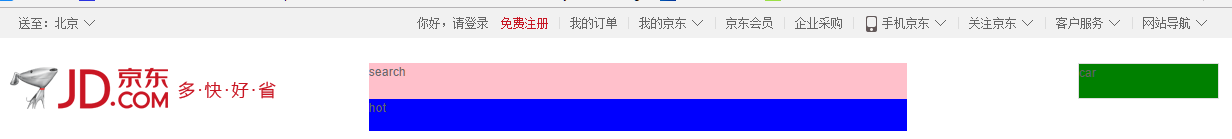 送至：北京
你好，请登录 免费注册 我的订单 我的京东 京东会员 企业采购 手机京东 关注京东 客户服务 网站导航
JD.COM 京东 多·快·好·省
search
car
hot